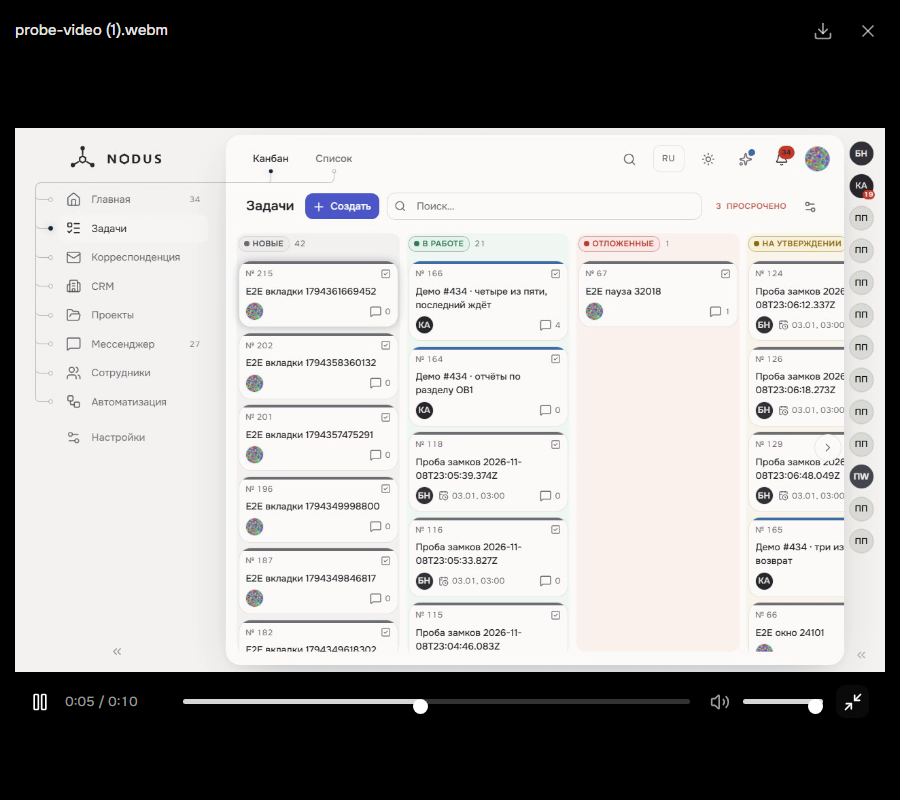 probe-video (1).webm
NODUS
Канбан
Список
RU
34
БН
КА
19
Главная 34
Задачи
Корреспонденция
CRM
Проекты
Мессенджер 27
Сотрудники
Автоматизация
Настройки
Задачи
Создать
Поиск...
3 ПРОСРОЧЕНО
НОВЫЕ 42
№ 215
E2E вкладки 1794361669452
0
№ 202
E2E вкладки 1794358360132
0
№ 201
E2E вкладки 1794357475291
0
№ 196
E2E вкладки 1794349998800
0
№ 187
E2E вкладки 1794349846817
0
№ 182
E2E вкладки 1794349618302
В РАБОТЕ 21
№ 166
Демо #434 · четыре из пяти,
последний ждёт
КА 4
№ 164
Демо #434 · отчёты по
разделу ОВ1
КА 0
№ 118
Проба замков 2026-11-
08T23:05:39.374Z
БН 03.01, 03:00 0
№ 116
Проба замков 2026-11-
08T23:05:33.827Z
БН 03.01, 03:00 0
№ 115
Проба замков 2026-11-
08T23:04:46.083Z
ОТЛОЖЕННЫЕ 1
№ 67
E2E пауза 32018
1
НА УТВЕРЖДЕНИИ
№ 124
Проба замков 2026
08T23:06:12.337Z
БН 03.01, 03:00
№ 126
Проба замков 2026
08T23:06:18.273Z
БН 03.01, 03:00
№ 129
Проба замков 2026
08T23:06:48.049Z
БН 03.01, 03:00
№ 165
Демо #434 · три из
возврат
КА
№ 66
E2E окно 24101
ПП
ПП
ПП
ПП
ПП
ПП
ПП
ПП
PW
ПП
ПП
0:05 / 0:10